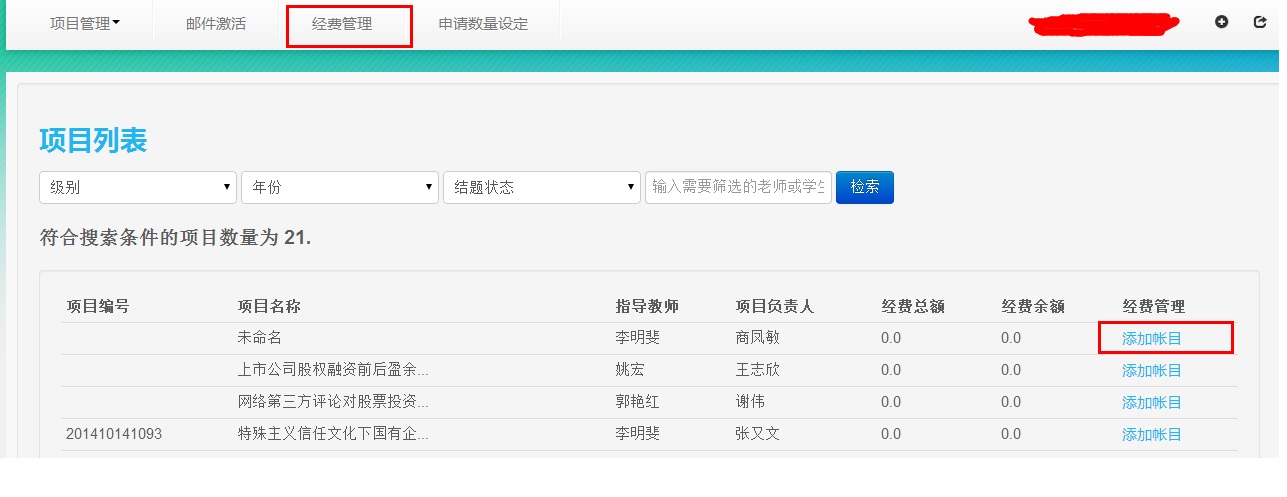 项目管理 邮件激活 经费管理 申请数量设定
项目列表
级别 年份 结题状态 输入需要筛选的老师或学生 检索
符合搜索条件的项目数量为 21.
项目编号 项目名称 指导教师 项目负责人 经费总额 经费余额 经费管理
未命名 李明斐 商凤敏 0.0 0.0 添加帐目
上市公司股权融资前后盈余... 姚宏 王志欣 0.0 0.0 添加帐目
网络第三方评论对股票投资... 郭艳红 谢伟 0.0 0.0 添加帐目
201410141093 特殊主义信任文化下国有企... 李明斐 张又文 0.0 0.0 添加帐目